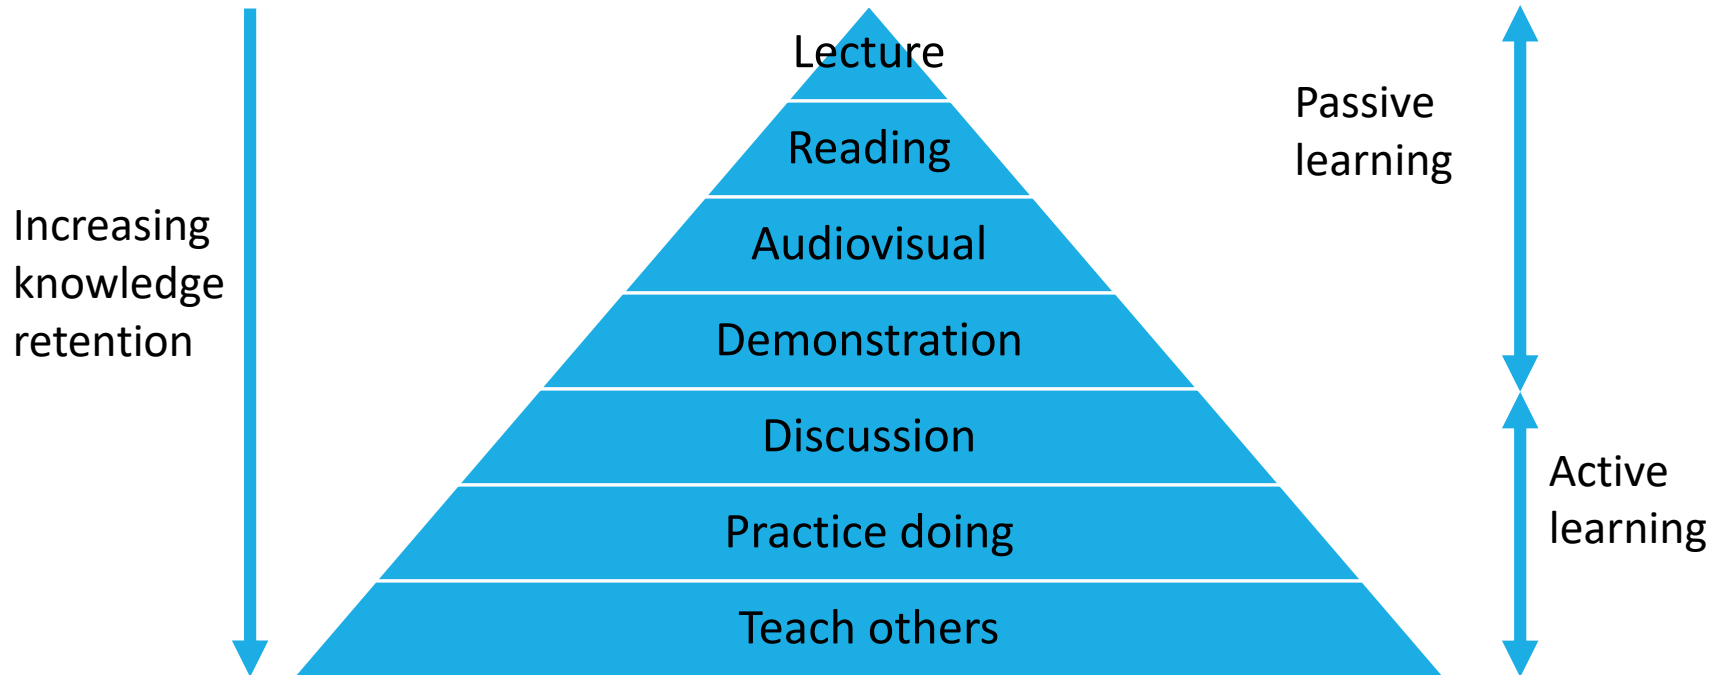 Lecture
Reading
Audiovisual
Demonstration
Discussion
Practice doing
Teach others
Increasing
knowledge
retention
Passive
learning
Active
learning